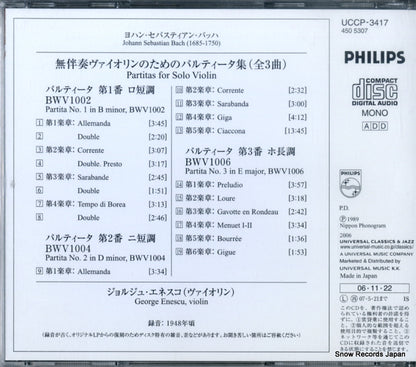 ヨハン・セバスティアン・バッハ
Johann Sebastian Bach (1685-1750)
UCCP-3417
450 5307
無伴奏ヴァイオリンのためのパルティータ集(全3曲)
Partitas for Solo Violin
PHILIPS
COMPACT
disc
DIGITAL AUDIO
MONO
ADD
パルティータ 第1番 ロ短調
BWV1002
Partita No. 1 in B minor, BWV1002
1 第1楽章: Allemanda [3:45]
2 Double [2:20]
3 第2楽章: Corrente [3:07]
4 Double. Presto [3:17]
5 第3楽章: Sarabande [2:35]
6 Double [1:51]
7 第4楽章: Tempo di Borea [3:13]
8 Double [2:46]
パルティータ 第2番 ニ短調
BWV1004
Partita No. 2 in D minor, BWV1004
9 第1楽章: Allemanda [3:34]
10 第2楽章: Corrente [2:32]
11 第3楽章: Sarabanda [3:00]
12 第4楽章: Giga [4:12]
13 第5楽章: Ciaccona [13:45]
パルティータ 第3番 ホ長調
BWV1006
Partita No. 3 in E major, BWV1006
14 第1楽章: Preludio [3:57]
15 第2楽章: Loure [3:18]
16 第3楽章: Gavotte en Rondeau [2:42]
17 第4楽章: Menuet I-II [3:14]
18 第5楽章: Bourrée [1:36]
19 第6楽章: Gigue [1:53]
ジョルジュ・エネスコ(ヴァイオリン)
George Enescu, violin
録音:1948年頃
PHILIPS
P.D.
Ⓟ 1989
Nippon Phonogram
2006
UNIVERSAL CLASSICS & JAZZ
A UNIVERSAL MUSIC COMPANY
Marketed & Distributed by
UNIVERSAL MUSIC K.K.
Made in Japan
06・11・22
Snow Records Japan